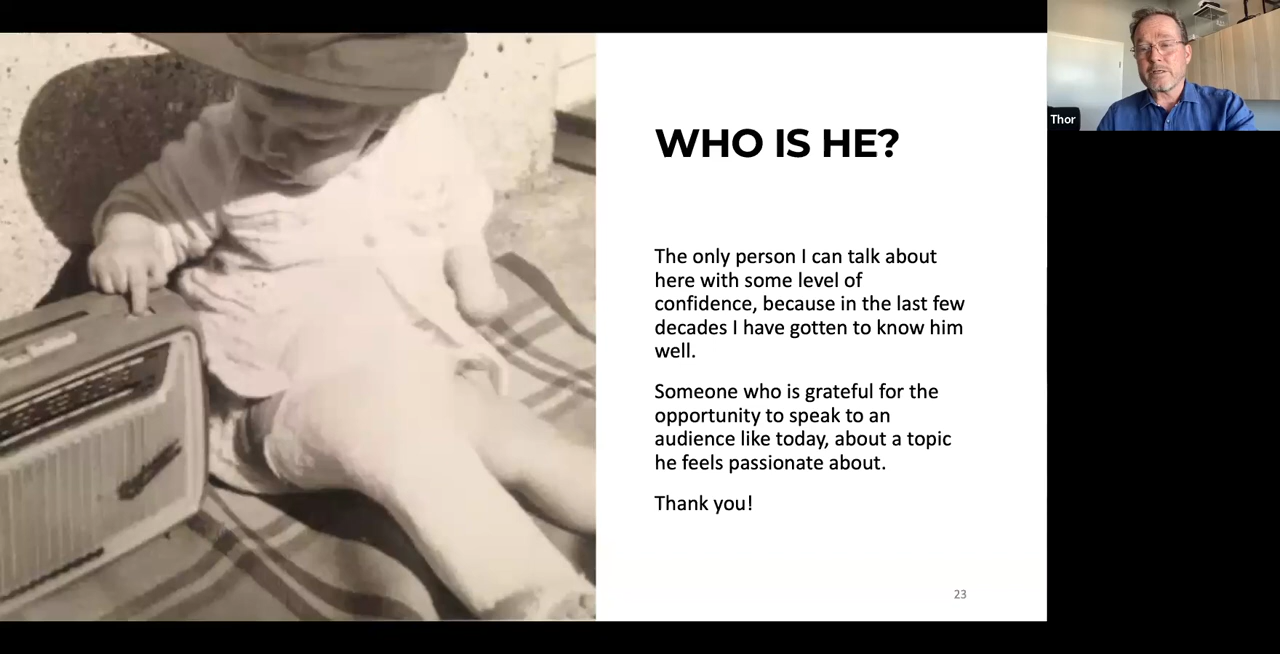 WHO IS HE?
The only person I can talk about
here with some level of
confidence, because in the last few
decades I have gotten to know him
well.
Someone who is grateful for the
opportunity to speak to an
audience like today, about a topic
he feels passionate about.
Thank you!
23
Thor